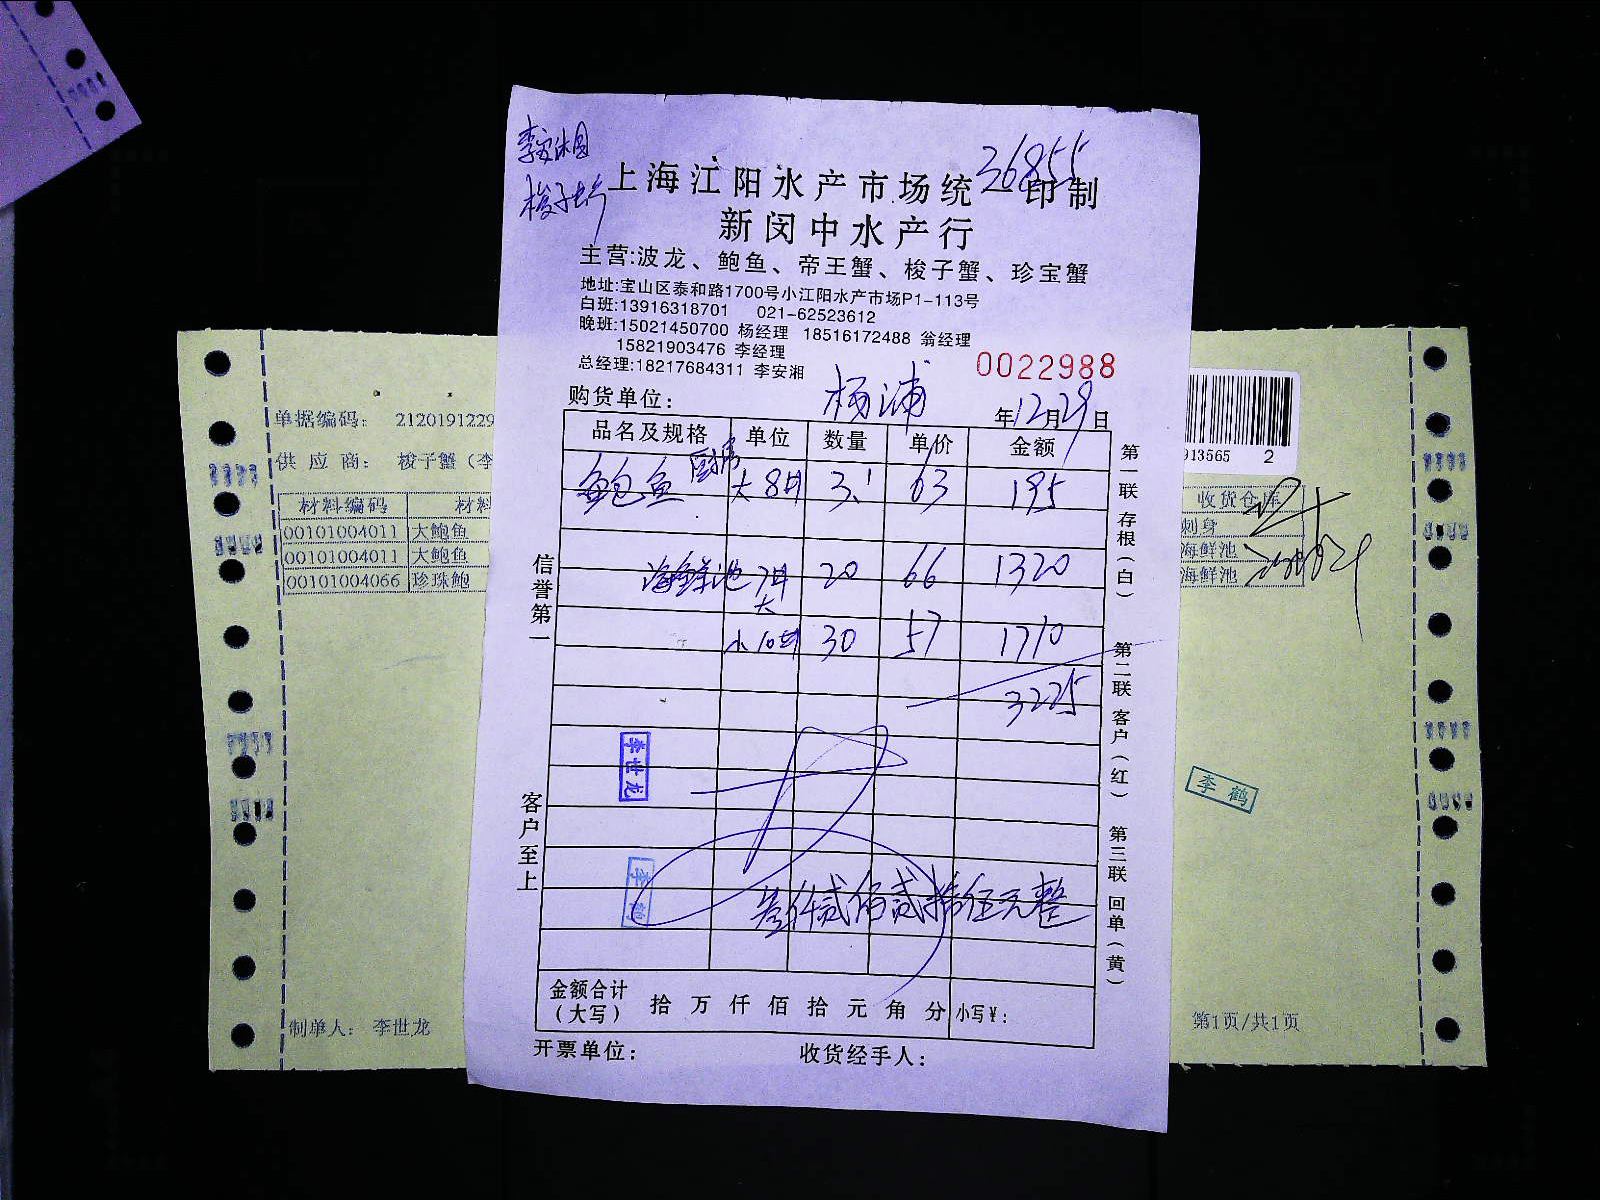 李安湘
梭子蟹
36855
上海江阳水产市场统一印制
新闵中水产行
主营:波龙、鲍鱼、帝王蟹、梭子蟹、珍宝蟹
地址:宝山区泰和路1700号小江阳水产市场P1-113号
白班:13916318701 021-62523612
晚班:15021450700 杨经理 18516172488 翁经理
15821903476 李经理
总经理:18217684311 李安湘
0022988
购货单位: 杨浦 年12月29日
品名及规格 单位 数量 单价 金额
鲍鱼 大8只 3.1 63 195
海鲜池 7只 20 66 1320
大
小10只 30 57 1710
3225
李世龙
李鹤
叁仟贰佰贰拾伍元整
金额合计
(大写) 拾 万 仟 佰 拾 元 角 分 小写¥:
开票单位: 收货经手人:
信誉第一
客户至上
第一联 存根(白)
第二联 客户(红)
第三联 回单(黄)
单据编码: 2120191229
供应商: 梭子蟹(李
材料编码 材料
00101004011 大鲍鱼
00101004011 大鲍鱼
00101004066 珍珠鲍
制单人: 李世龙
913565 2
收货仓库
刺身
海鲜池
海鲜池
李鹤
第1页/共1页